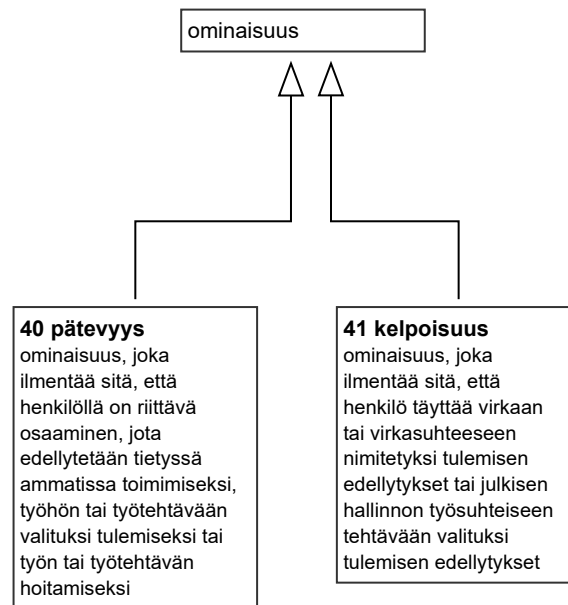 ominaisuus
40 pätevyys
ominaisuus, joka
ilmentää sitä, että
henkilöllä on riittävä
osaaminen, jota
edellytetään tietyssä
ammatissa toimimiseksi,
työhön tai työtehtävään
valituksi tulemiseksi tai
työn tai työtehtävän
hoitamiseksi
41 kelpoisuus
ominaisuus, joka
ilmentää sitä, että
henkilö täyttää virkaan
tai virkasuhteeseen
nimitetyksi tulemisen
edellytykset tai julkisen
hallinnon työsuhteiseen
tehtävään valituksi
tulemisen edellytykset